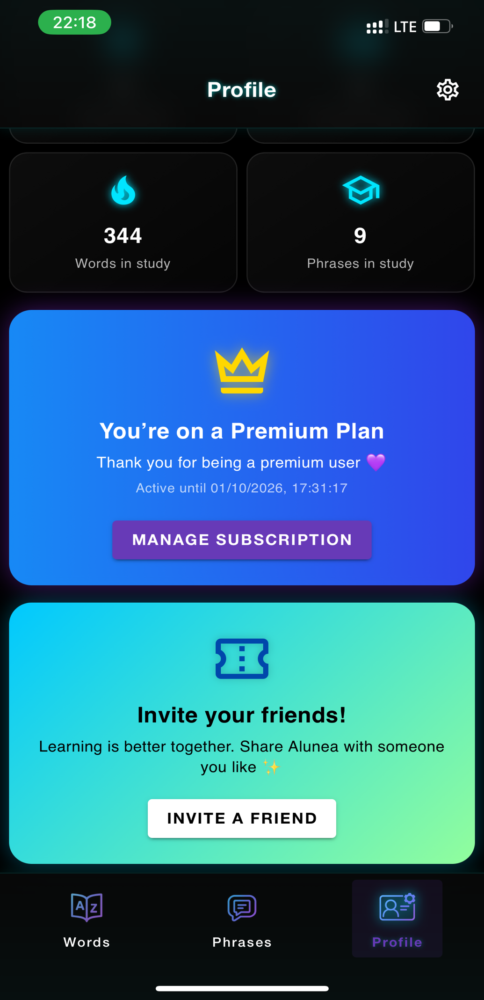 22:18
LTE
Profile
344
Words in study
9
Phrases in study
You’re on a Premium Plan
Thank you for being a premium user 💜
Active until 01/10/2026, 17:31:17
MANAGE SUBSCRIPTION
Invite your friends!
Learning is better together. Share Alunea with someone
you like ✨
INVITE A FRIEND
A Z
Words
Phrases
Profile